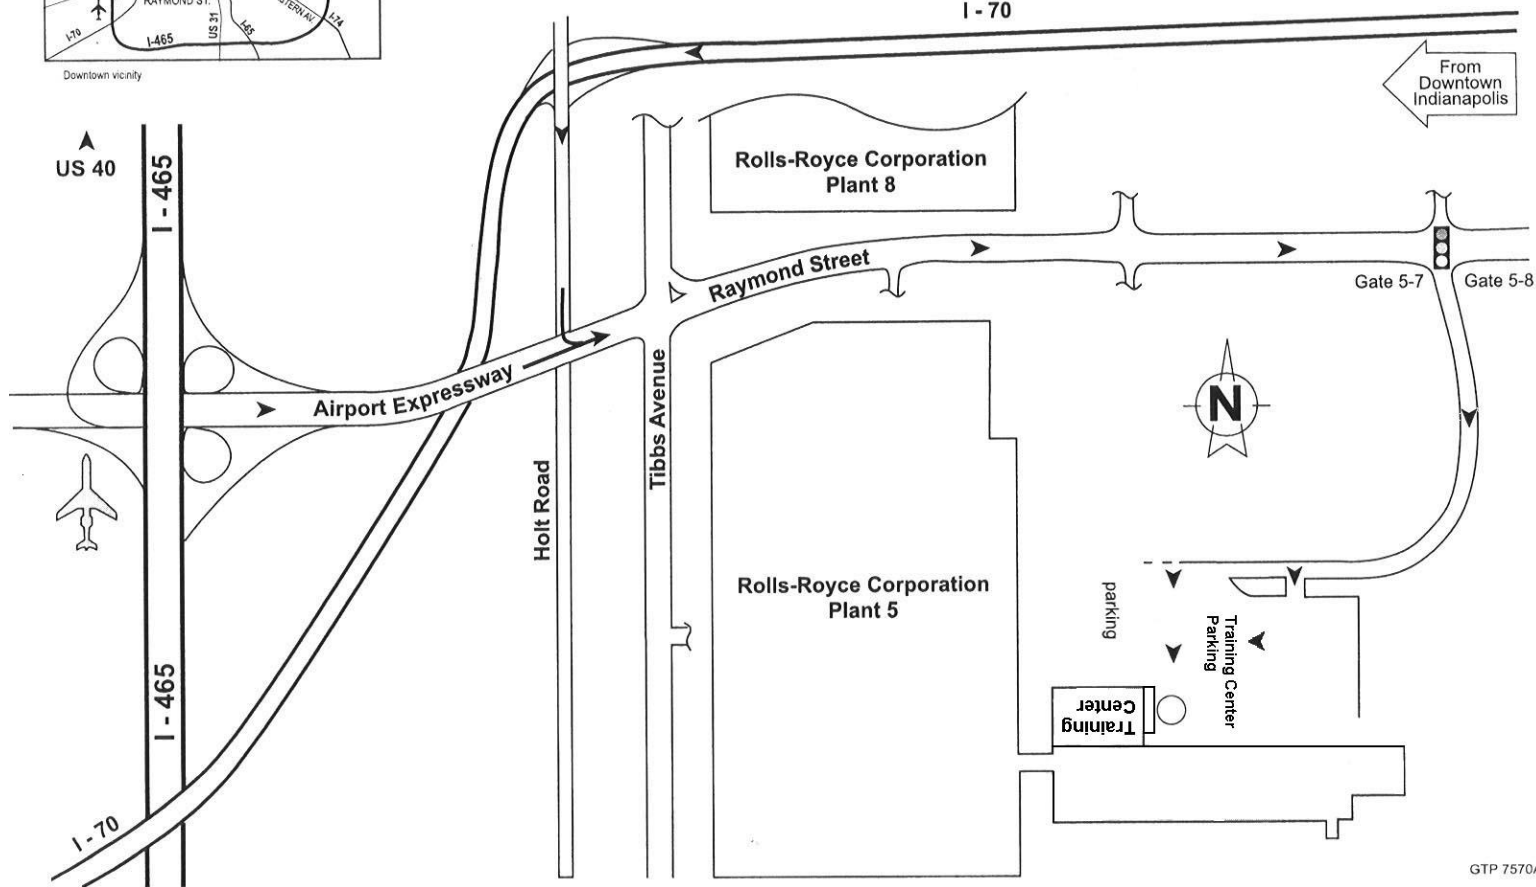 RAYMOND ST.
I-70
I-465
US 31
I-65
I-74
Downtown vicinity
I - 70
From
Downtown
Indianapolis
US 40
I - 465
Rolls-Royce Corporation
Plant 8
Raymond Street
Gate 5-7
Gate 5-8
Airport Expressway
Tibbs Avenue
N
Holt Road
Rolls-Royce Corporation
Plant 5
parking
Training Center
Parking
Training
Center
I - 465
I - 70